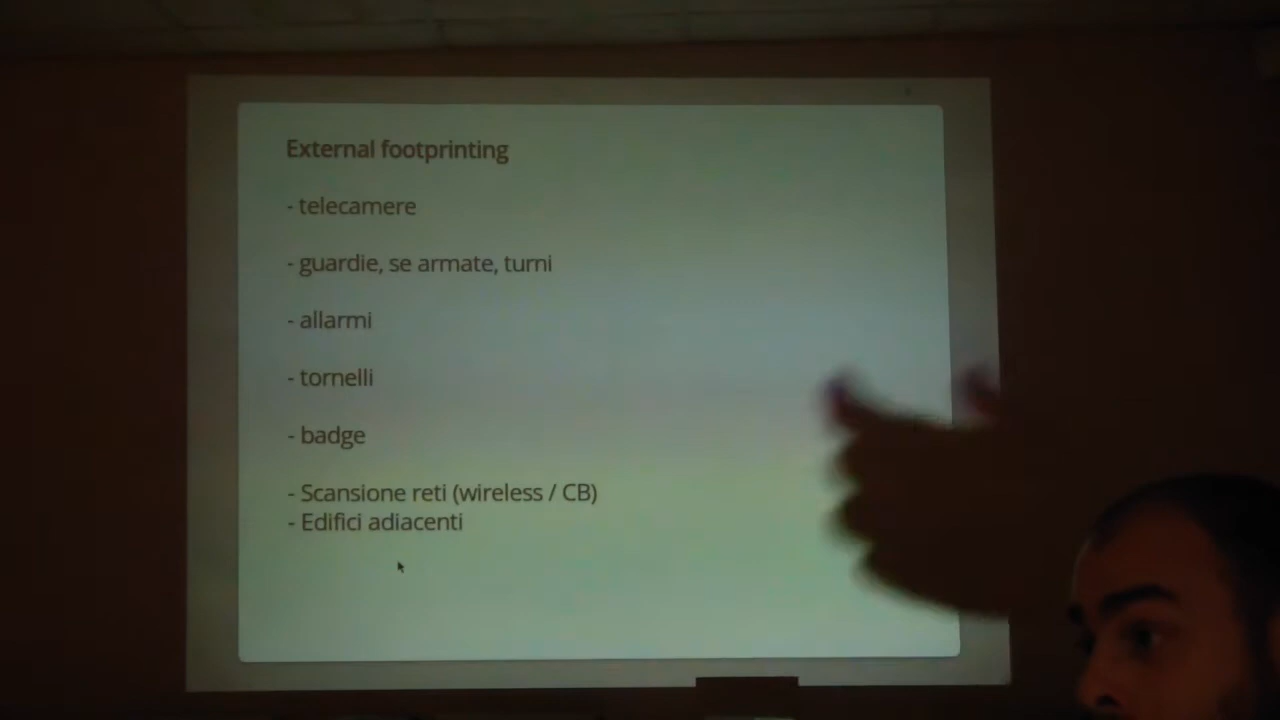 External footprinting
- telecamere
- guardie, se armate, turni
- allarmi
- tornelli
- badge
- Scansione reti (wireless / CB)
- Edifici adiacenti